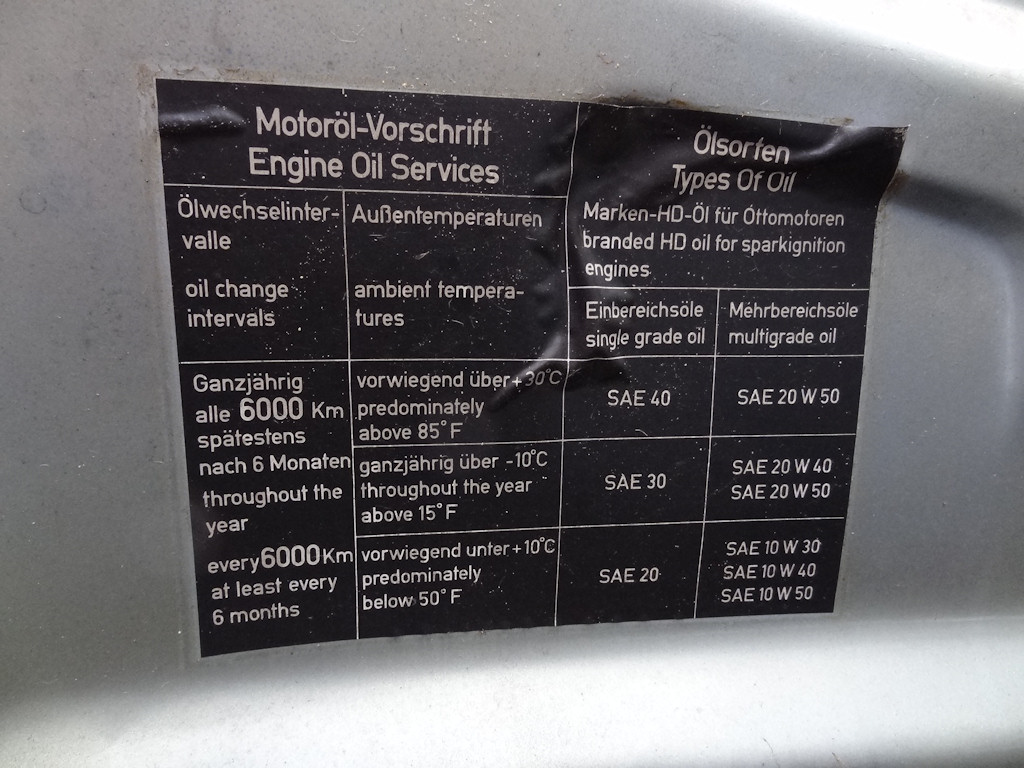 Motoröl-Vorschrift
Engine Oil Services
Ölsorten
Types Of Oil
Ölwechselinter-
valle
oil change
intervals
Außentemperaturen
ambient tempera-
tures
Marken-HD-Öl für Ottomotoren
branded HD oil for sparkignition
engines
Einbereichsöle
single grade oil
Mehrbereichsöle
multigrade oil
Ganzjährig
alle 6000 Km
spätestens
nach 6 Monaten
throughout the
year
every 6000 Km
at least every
6 months
vorwiegend über +30°C
predominately
above 85°F
SAE 40
SAE 20 W 50
ganzjährig über -10°C
throughout the year
above 15°F
SAE 30
SAE 20 W 40
SAE 20 W 50
vorwiegend unter +10°C
predominately
below 50°F
SAE 20
SAE 10 W 30
SAE 10 W 40
SAE 10 W 50